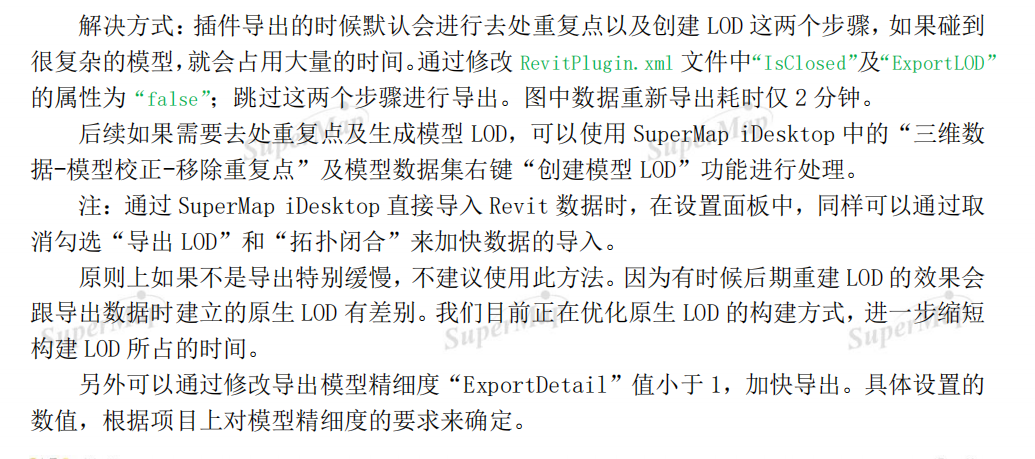 解决方式：插件导出的时候默认会进行去处重复点以及创建 LOD 这两个步骤，如果碰到
很复杂的模型，就会占用大量的时间。通过修改 RevitPlugin.xml 文件中“IsClosed”及“ExportLOD”
的属性为“false”；跳过这两个步骤进行导出。图中数据重新导出耗时仅 2 分钟。
后续如果需要去处重复点及生成模型 LOD，可以使用 SuperMap iDesktop 中的“三维数
据-模型校正-移除重复点”及模型数据集右键“创建模型 LOD”功能进行处理。
注：通过 SuperMap iDesktop 直接导入 Revit 数据时，在设置面板中，同样可以通过取
消勾选“导出 LOD”和“拓扑闭合”来加快数据的导入。
原则上如果不是导出特别缓慢，不建议使用此方法。因为有时候后期重建 LOD 的效果会
跟导出数据时建立的原生 LOD 有差别。我们目前正在优化原生 LOD 的构建方式，进一步缩短
构建 LOD 所占的时间。
另外可以通过修改导出模型精细度“ExportDetail”值小于 1，加快导出。具体设置的
数值，根据项目上对模型精细度的要求来确定。
SuperMap
SuperMap
SuperMap
SuperMap
SuperMap